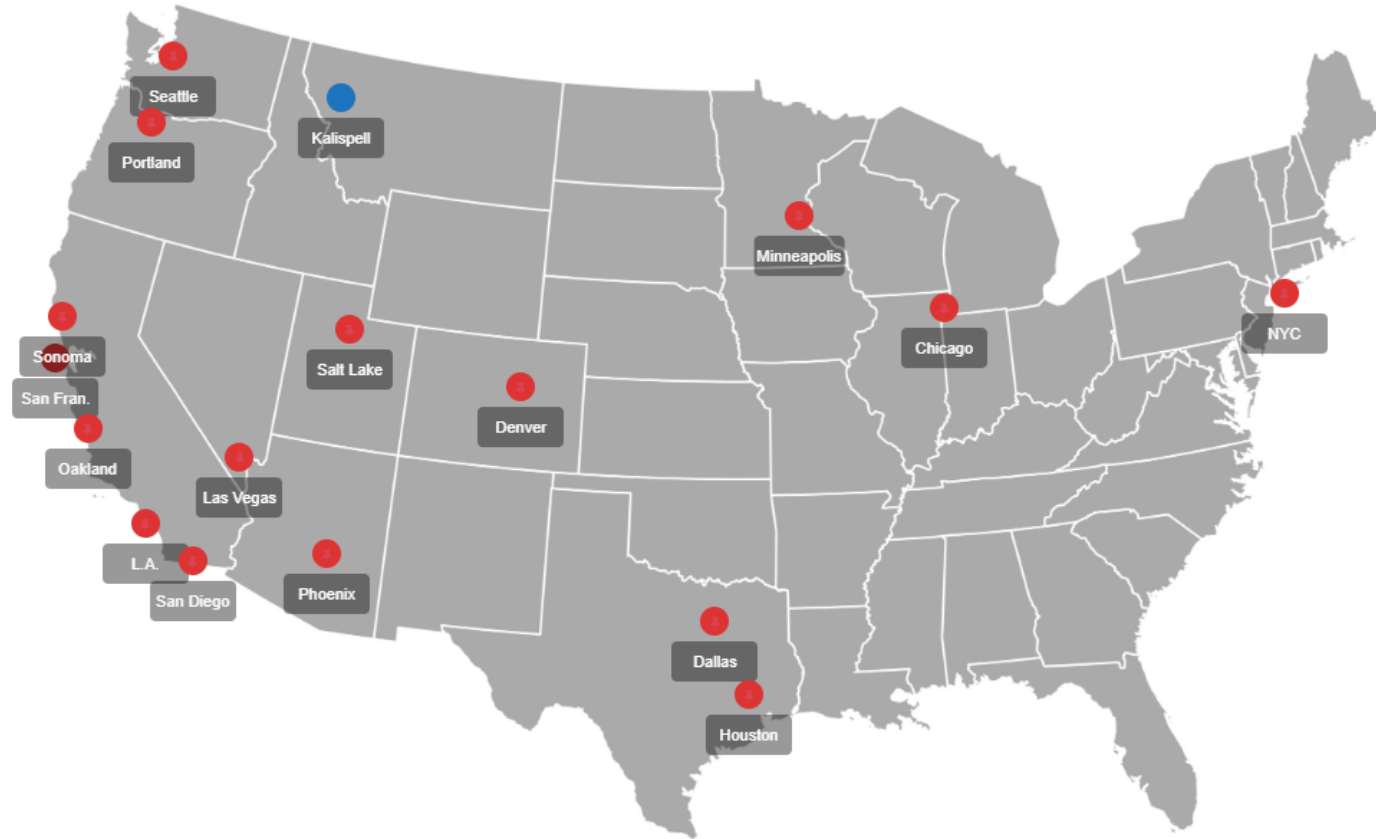 Seattle
Kalispell
Portland
Minneapolis
NYC
Chicago
Sonoma
Salt Lake
San Fran.
Denver
Oakland
Las Vegas
L.A.
Phoenix
San Diego
Dallas
Houston